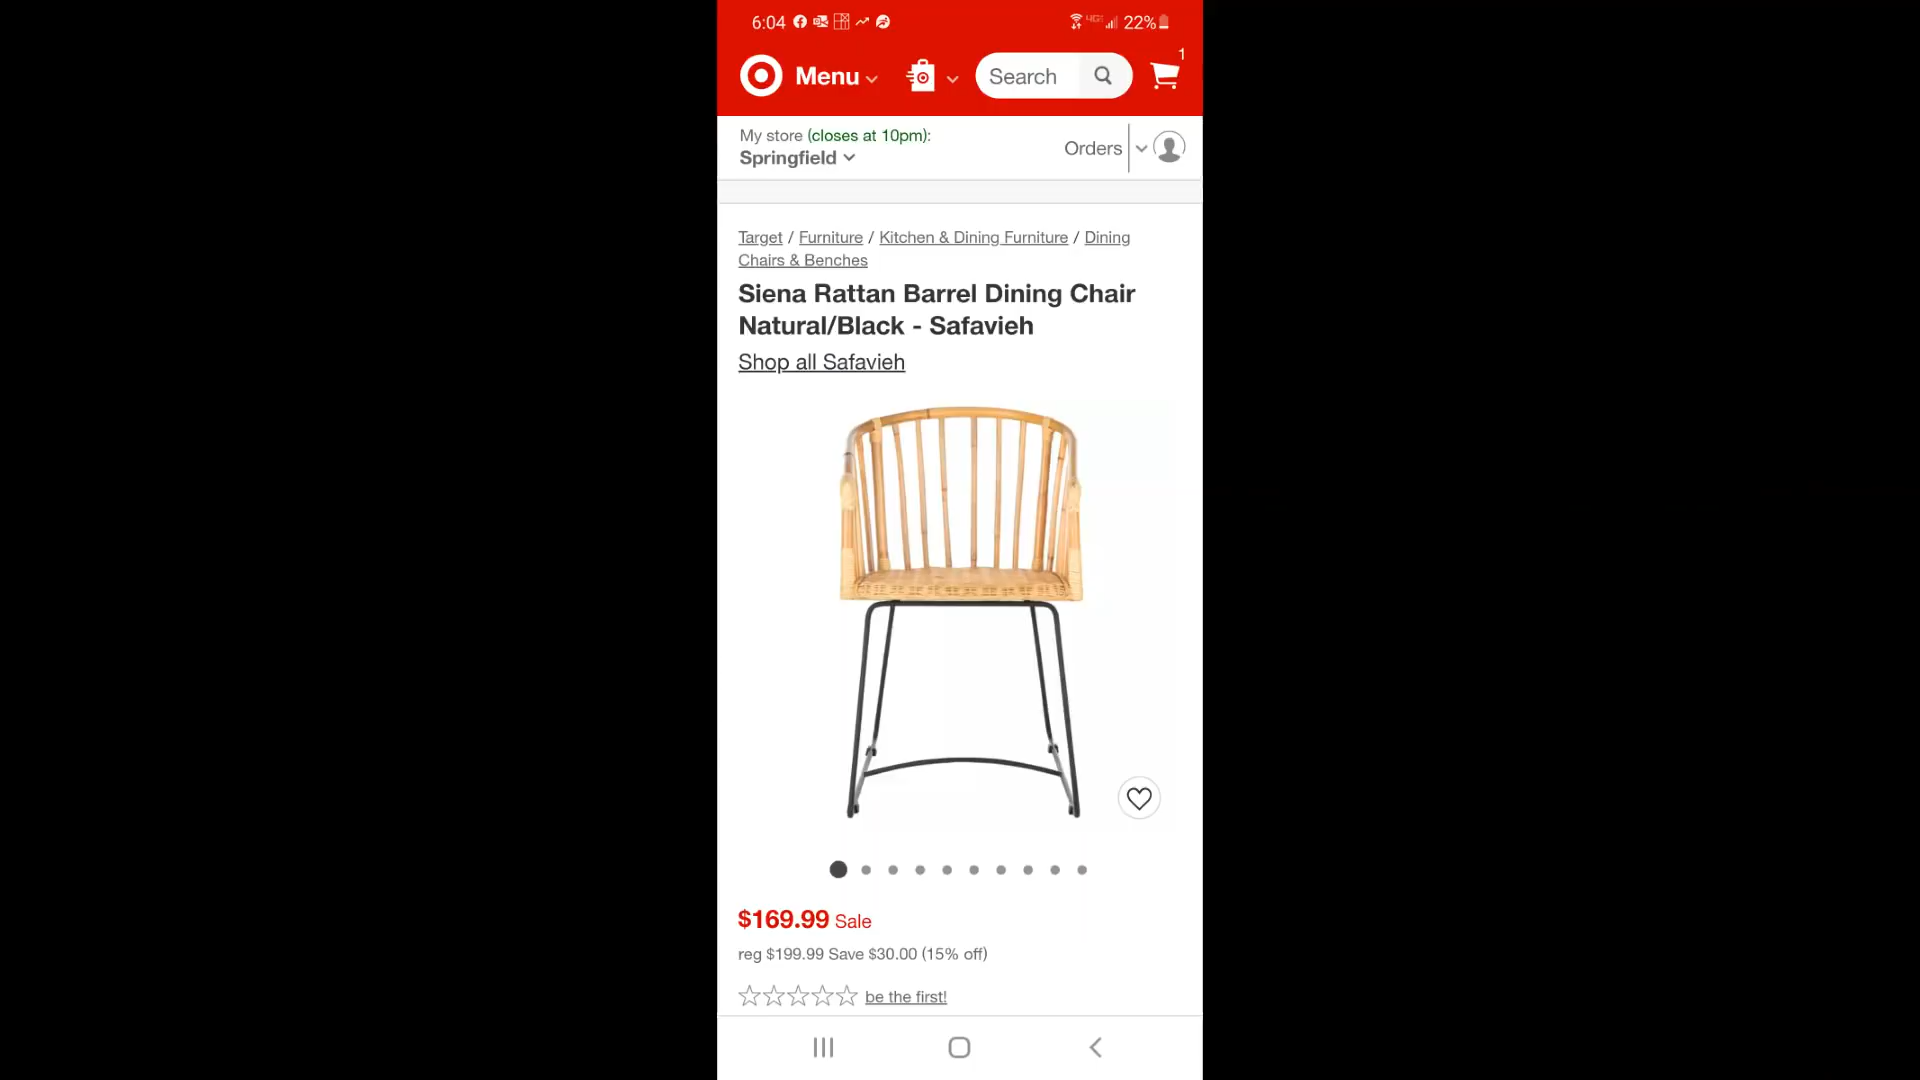 6:04
22%
Menu
Search
1
My store (closes at 10pm):
Springfield
Orders
Target / Furniture / Kitchen & Dining Furniture / Dining
Chairs & Benches
Siena Rattan Barrel Dining Chair
Natural/Black - Safavieh
Shop all Safavieh
$169.99 Sale
reg $199.99 Save $30.00 (15% off)
be the first!